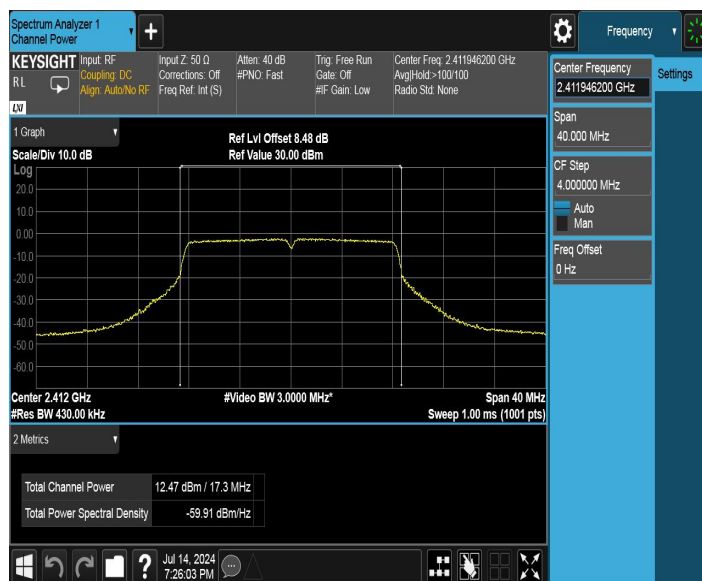 Spectrum Analyzer 1
Channel Power
+
Frequency
KEYSIGHT
RL
LXI
Input: RF
Coupling: DC
Align: Auto/No RF
Input Z: 50 Ω
Corrections: Off
Freq Ref: Int (S)
Atten: 40 dB
#PNO: Fast
Trig: Free Run
Gate: Off
#IF Gain: Low
Center Freq: 2.411946200 GHz
Avg|Hold:>100/100
Radio Std: None
Center Frequency
2.411946200 GHz
Settings
Span
40.000 MHz
CF Step
4.000000 MHz
Auto
Man
Freq Offset
0 Hz
1 Graph
Scale/Div 10.0 dB
Ref Lvl Offset 8.48 dB
Ref Value 30.00 dBm
Log
20.0
10.0
0.00
-10.0
-20.0
-30.0
-40.0
-50.0
-60.0
Center 2.412 GHz
#Res BW 430.00 kHz
#Video BW 3.0000 MHz*
Span 40 MHz
Sweep 1.00 ms (1001 pts)
2 Metrics
Total Channel Power 12.47 dBm / 17.3 MHz
Total Power Spectral Density -59.91 dBm/Hz
?
Jul 14, 2024
7:26:03 PM